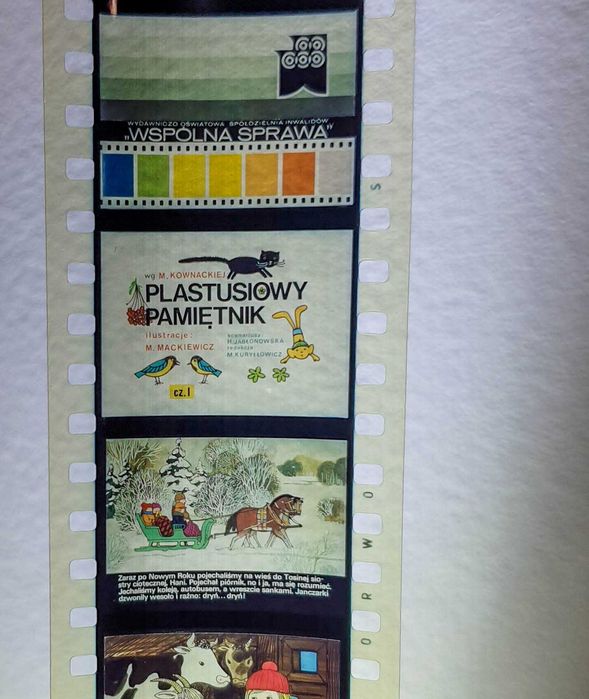 WYDAWNICZO OŚWIATOWA SPÓŁDZIELNIA INWALIDÓW
„WSPÓLNA SPRAWA”
wg M. KOWNACKIEJ
PLASTUSIOWY
PAMIĘTNIK
ilustracje:
M. MACKIEWICZ
scenariusz:
H. JABŁONOWSKA
redakcja:
M. KURYŁOWICZ
cz. I
Zaraz po Nowym Roku pojechaliśmy na wieś do Tosinej sio-
stry ciotecznej, Hani. Pojechał piórnik, no i ja, ma się rozumieć.
Jechaliśmy koleją, autobusem, a wreszcie sankami. Janczarki
dzwoniły wesoło i raźno: dryń... dryń!
S
ORWO